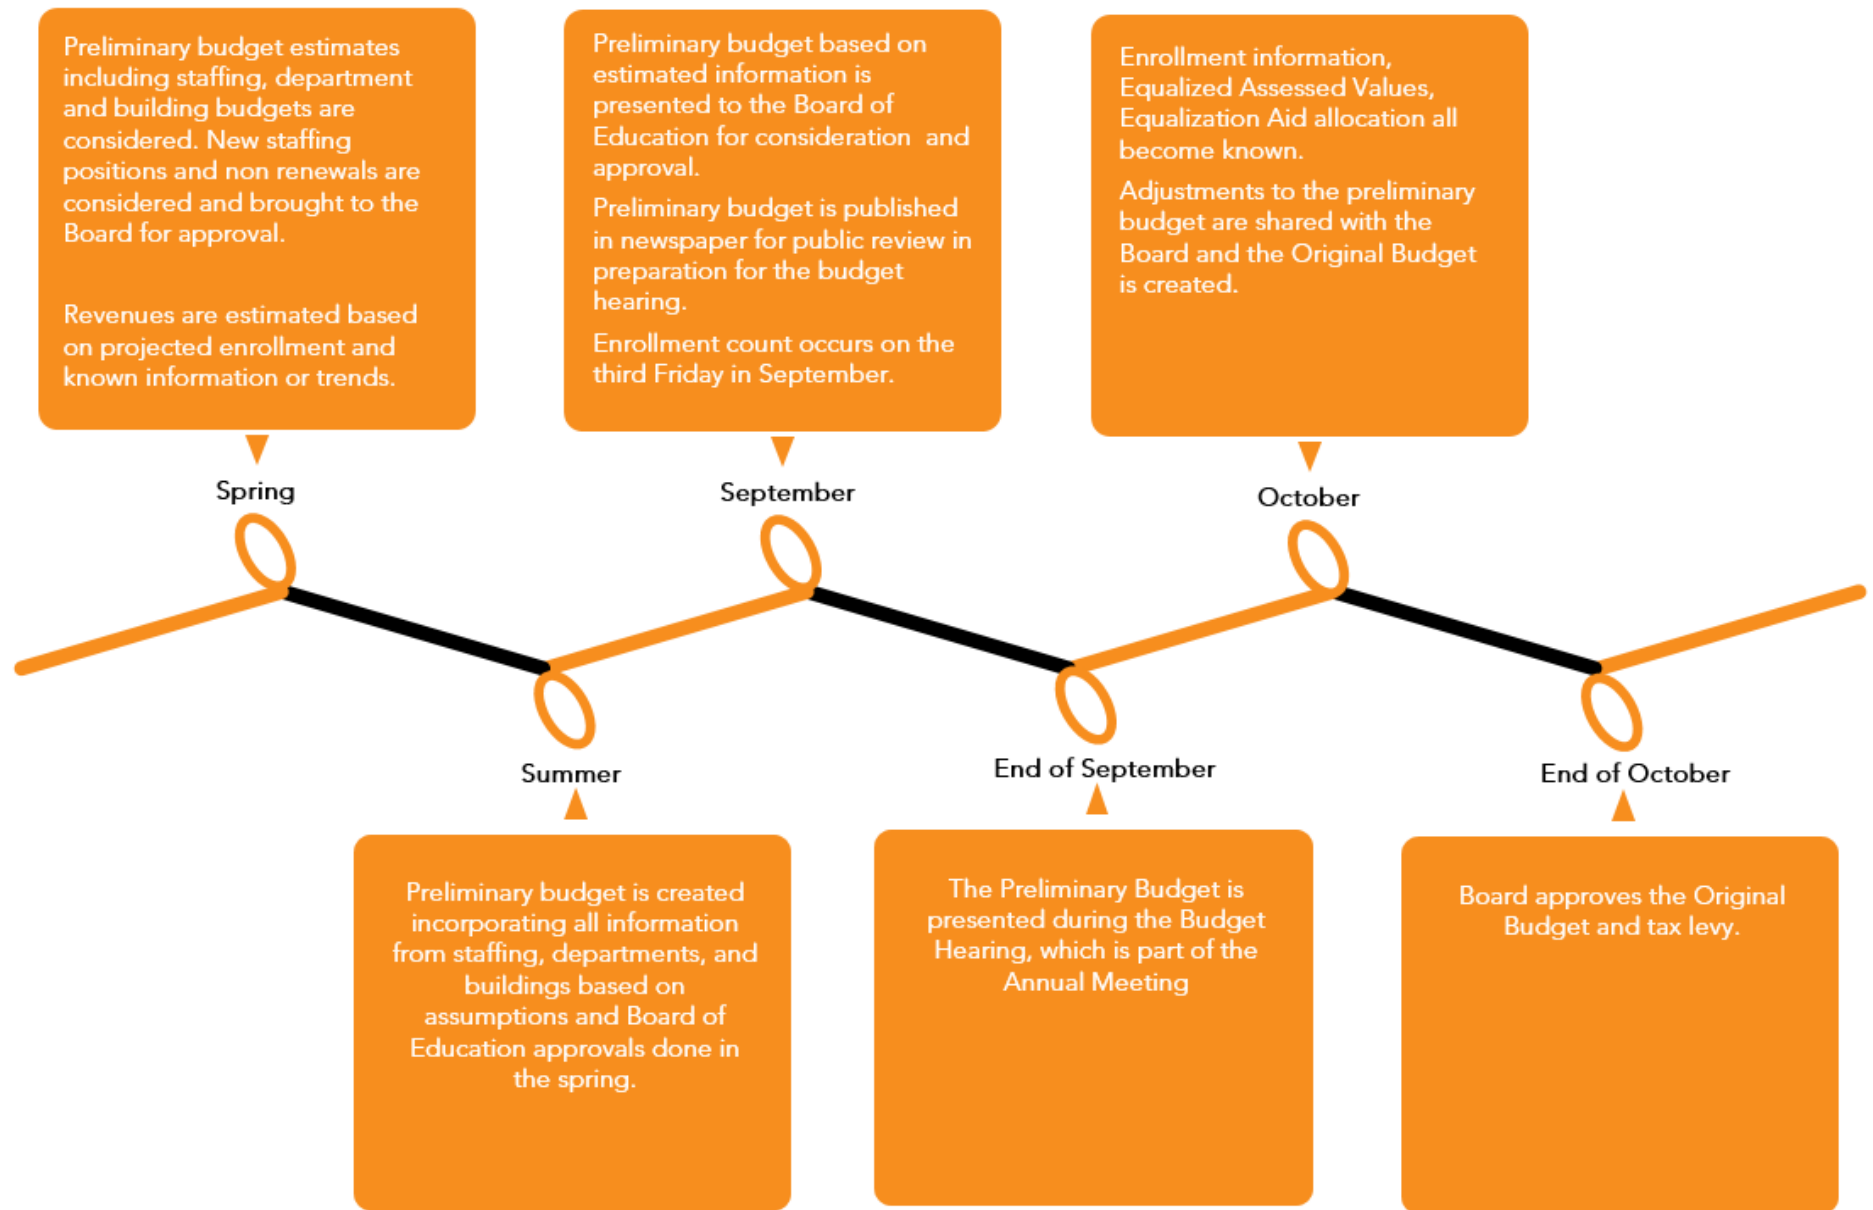 Preliminary budget estimates
including staffing, department
and building budgets are
considered. New staffing
positions and non renewals are
considered and brought to the
Board for approval.
Revenues are estimated based
on projected enrollment and
known information or trends.
Spring
Preliminary budget is created
incorporating all information
from staffing, departments, and
buildings based on
assumptions and Board of
Education approvals done in
the spring.
Summer
Preliminary budget based on
estimated information is
presented to the Board of
Education for consideration and
approval.
Preliminary budget is published
in newspaper for public review in
preparation for the budget
hearing.
Enrollment count occurs on the
third Friday in September.
September
The Preliminary Budget is
presented during the Budget
Hearing, which is part of the
Annual Meeting
End of September
Enrollment information,
Equalized Assessed Values,
Equalization Aid allocation all
become known.
Adjustments to the preliminary
budget are shared with the
Board and the Original Budget
is created.
October
Board approves the Original
Budget and tax levy.
End of October